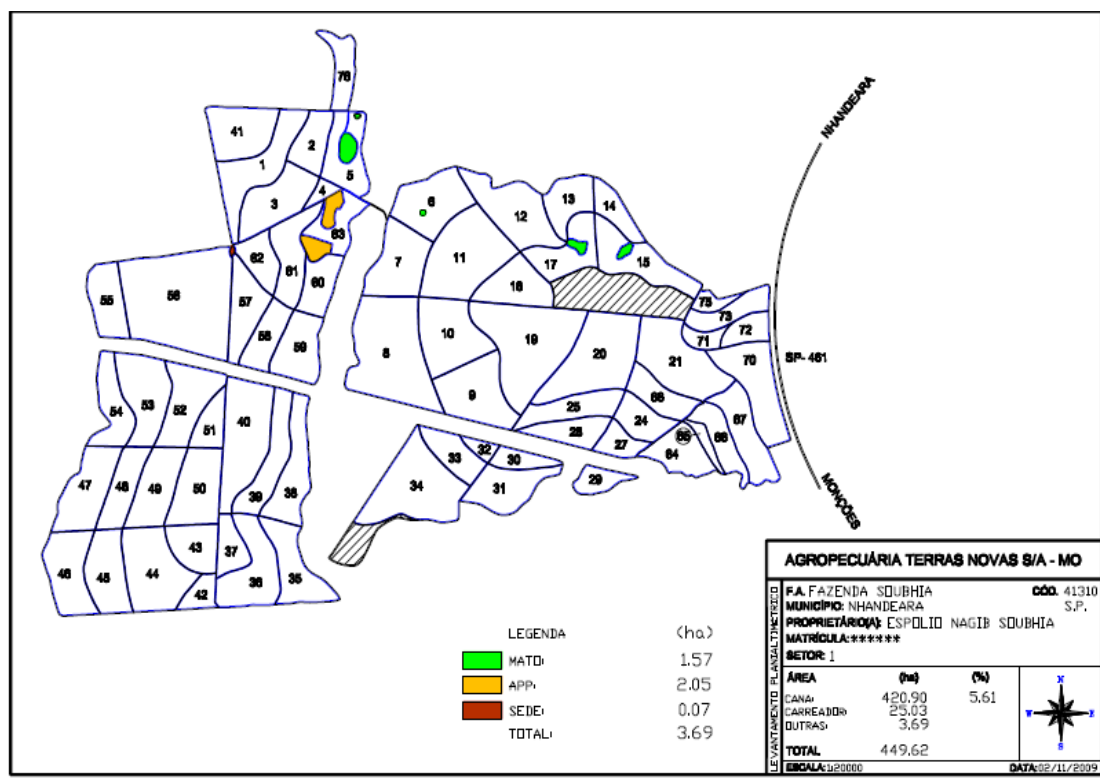 76
41
2
1
5
3
4
63
6
12
13
14
62
61
60
7
11
17
15
18
55
56
57
58
59
8
10
19
20
21
75
73
72
71
70
SP-461
NHANDEARA
MONÇÕES
9
25
66
26
24
27
65
64
68
67
54
53
52
51
40
34
33
32
30
31
29
47
48
49
50
39
38
46
45
44
43
42
37
36
35
LEGENDA (ha)
MATO: 1.57
APP: 2.05
SEDE: 0.07
TOTAL: 3.69
AGROPECUÁRIA TERRAS NOVAS S/A - MO
LEVANTAMENTO PLANIALTIMÉTRICO
F.A. FAZENDA SOUBHIA CÓD. 41310
MUNICÍPIO: NHANDEARA S.P.
PROPRIETÁRIO(A): ESPOLIO NAGIB SOUBHIA
MATRÍCULA:******
SETOR: 1
ÁREA (ha) (%)
CANA: 420.90 5.61
CARREADOR: 25.03
OUTRAS: 3.69
TOTAL 449.62
N
W E
S
ESCALA: 1:20000 DATA: 02/11/2009